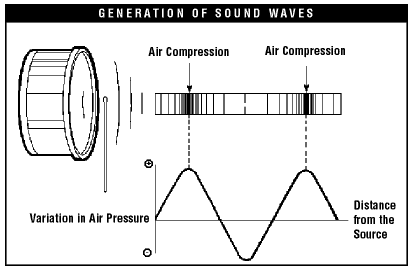 GENERATION OF SOUND WAVES
Air Compression
Air Compression
+
Variation in Air Pressure
-
Distance
from the
Source